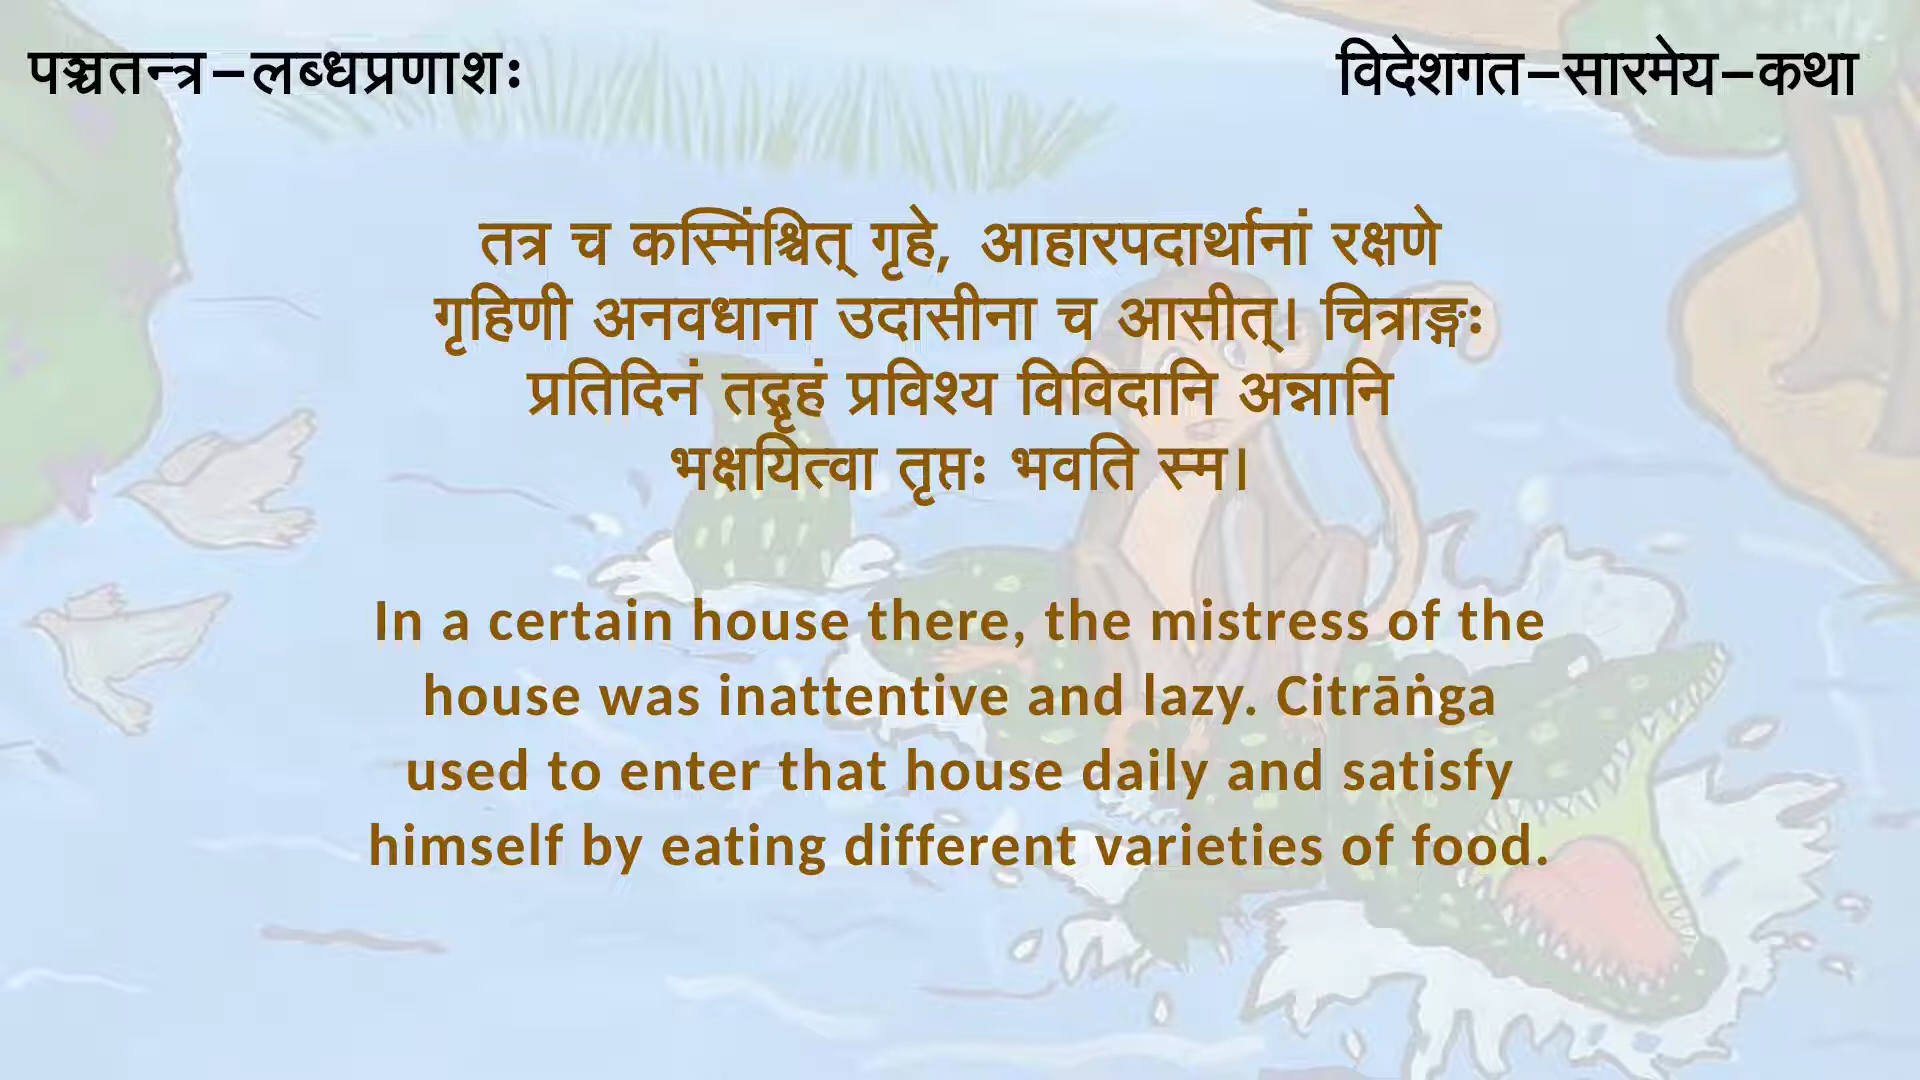 पञ्चतन्त्र-लब्धप्रणाशः
विदेशगत-सारमेय-कथा
तत्र च कस्मिंश्चित् गृहे, आहारपदार्थानां रक्षणे
गृहिणी अनवधाना उदासीना च आसीत्। चित्राङ्गः
प्रतिदिनं तद्गृहं प्रविश्य विविदानि अन्नानि
भक्षयित्वा तृप्तः भवति स्म।
In a certain house there, the mistress of the
house was inattentive and lazy. Citrāṅga
used to enter that house daily and satisfy
himself by eating different varieties of food.